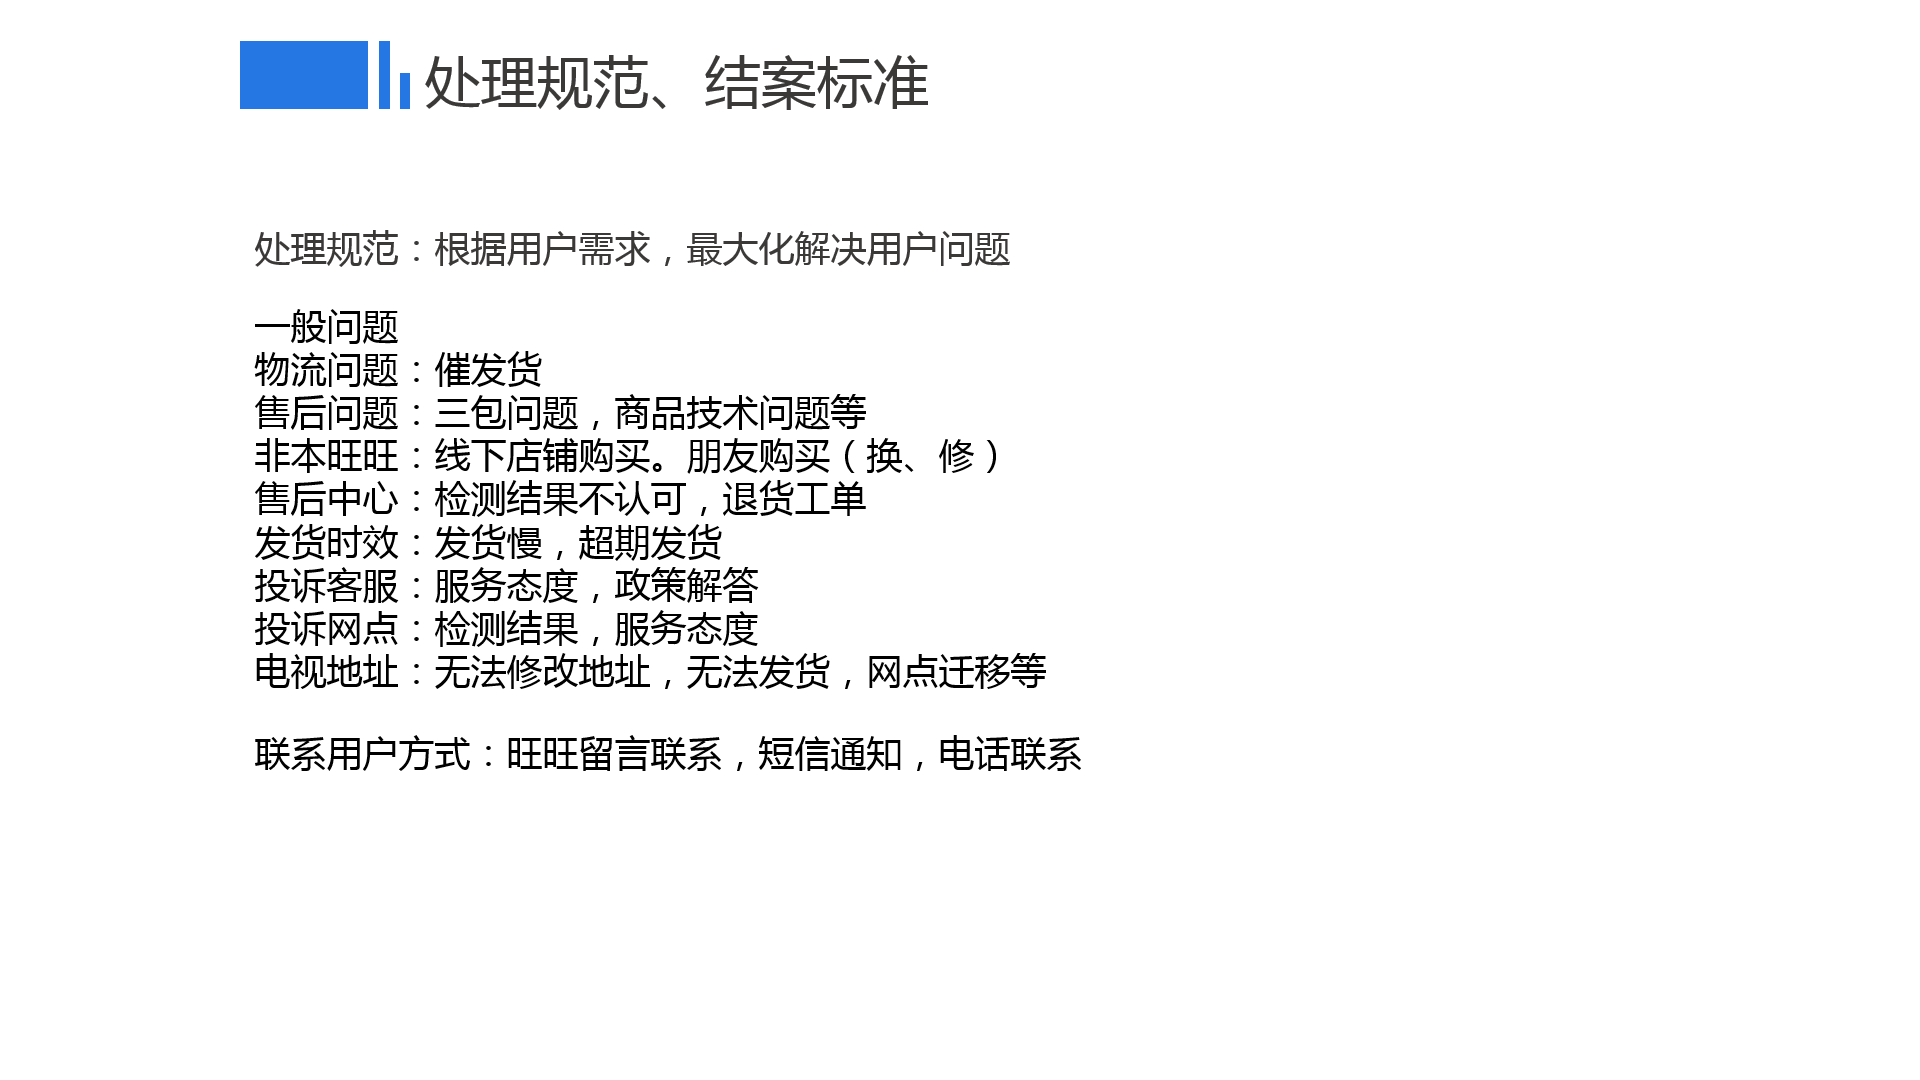 处理规范、结案标准
处理规范：根据用户需求，最大化解决用户问题
一般问题
物流问题：催发货
售后问题：三包问题，商品技术问题等
非本旺旺：线下店铺购买。朋友购买（换、修）
售后中心：检测结果不认可，退货工单
发货时效：发货慢，超期发货
投诉客服：服务态度，政策解答
投诉网点：检测结果，服务态度
电视地址：无法修改地址，无法发货，网点迁移等
联系用户方式：旺旺留言联系，短信通知，电话联系